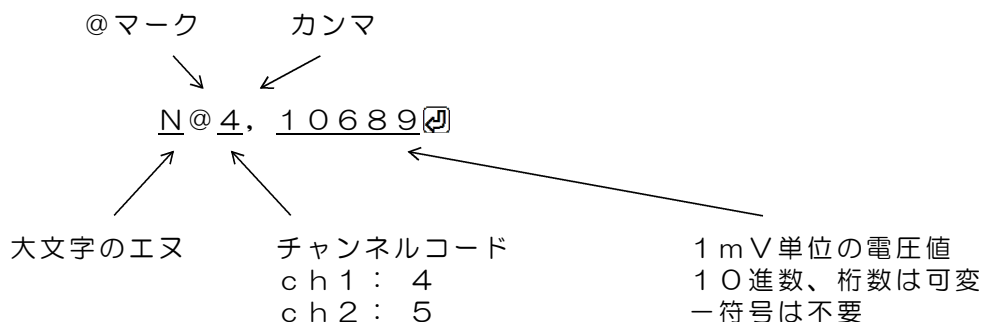 @マーク カンマ
N@4,10689⏎
大文字のエヌ チャンネルコード 1mV単位の電圧値
ch1: 4 10進数、桁数は可変
ch2: 5 −符号は不要